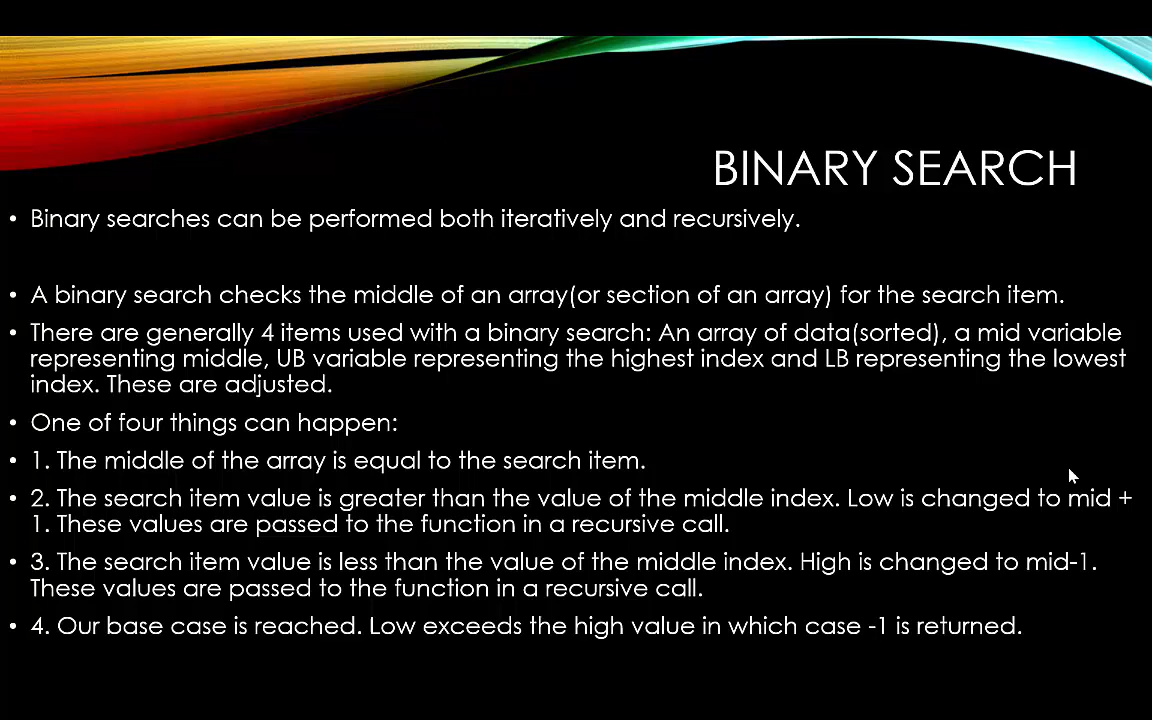 BINARY SEARCH
• Binary searches can be performed both iteratively and recursively.
• A binary search checks the middle of an array(or section of an array) for the search item.
• There are generally 4 items used with a binary search: An array of data(sorted), a mid variable
representing middle, UB variable representing the highest index and LB representing the lowest
index. These are adjusted.
• One of four things can happen:
• 1. The middle of the array is equal to the search item.
• 2. The search item value is greater than the value of the middle index. Low is changed to mid +
1. These values are passed to the function in a recursive call.
• 3. The search item value is less than the value of the middle index. High is changed to mid-1.
These values are passed to the function in a recursive call.
• 4. Our base case is reached. Low exceeds the high value in which case -1 is returned.